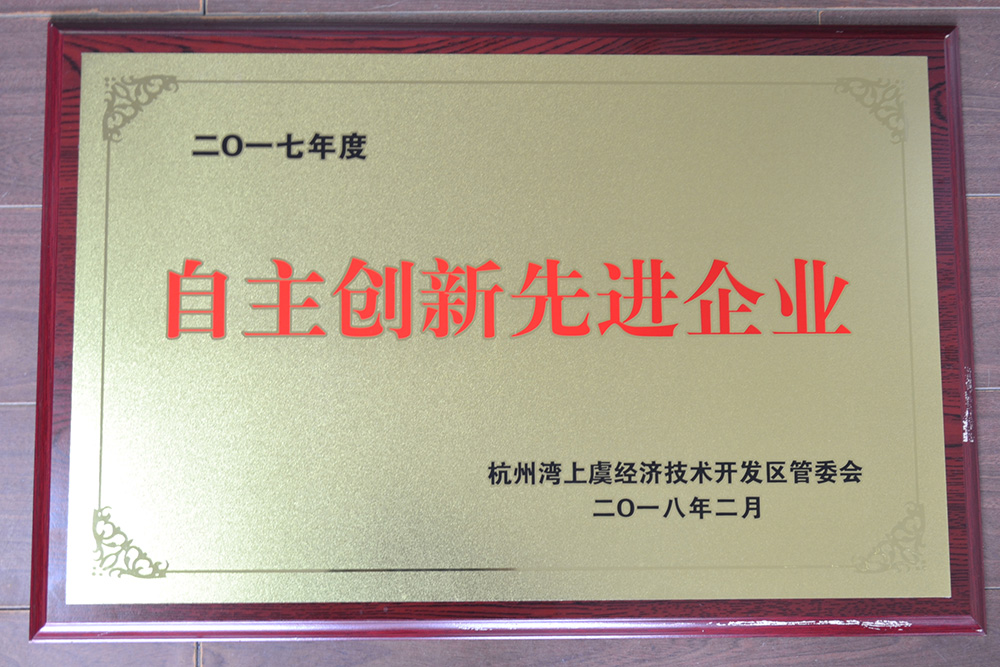 二〇一七年度
自主创新先进企业
杭州湾上虞经济技术开发区管委会
二〇一八年二月